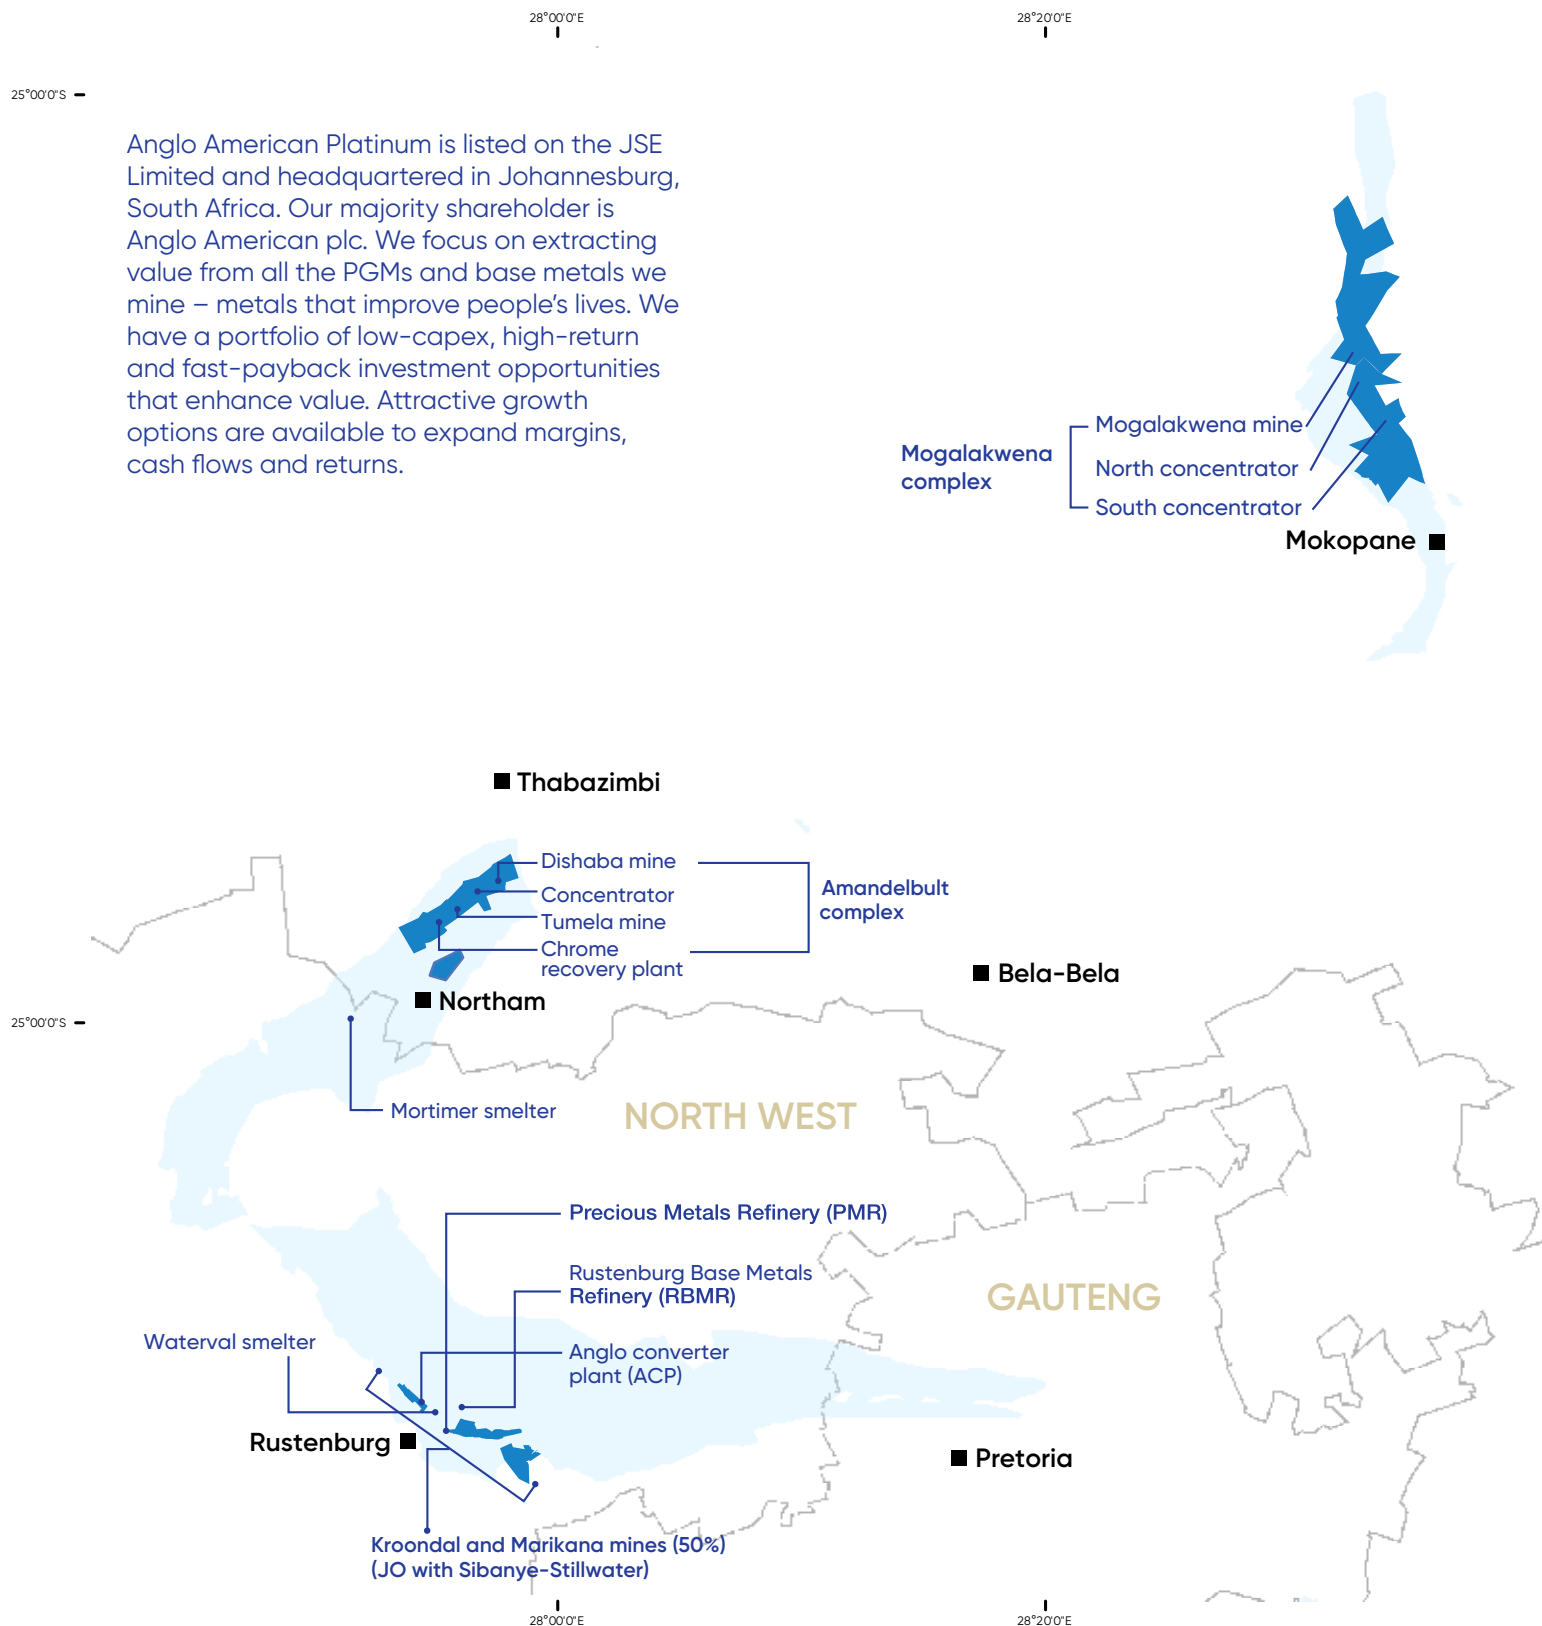 28°00'0"E
28°20'0"E
25°00'0"S
Anglo American Platinum is listed on the JSE
Limited and headquartered in Johannesburg,
South Africa. Our majority shareholder is
Anglo American plc. We focus on extracting
value from all the PGMs and base metals we
mine – metals that improve people's lives. We
have a portfolio of low-capex, high-return
and fast-payback investment opportunities
that enhance value. Attractive growth
options are available to expand margins,
cash flows and returns.
Mogalakwena
complex
Mogalakwena mine
North concentrator
South concentrator
Mokopane
Thabazimbi
Dishaba mine
Concentrator
Tumela mine
Chrome
recovery plant
Amandelbult
complex
Bela-Bela
Northam
25°00'0"S
Mortimer smelter
NORTH WEST
Precious Metals Refinery (PMR)
Rustenburg Base Metals
Refinery (RBMR)
GAUTENG
Waterval smelter
Anglo converter
plant (ACP)
Rustenburg
Pretoria
Kroondal and Marikana mines (50%)
(JO with Sibanye-Stillwater)
28°00'0"E
28°20'0"E